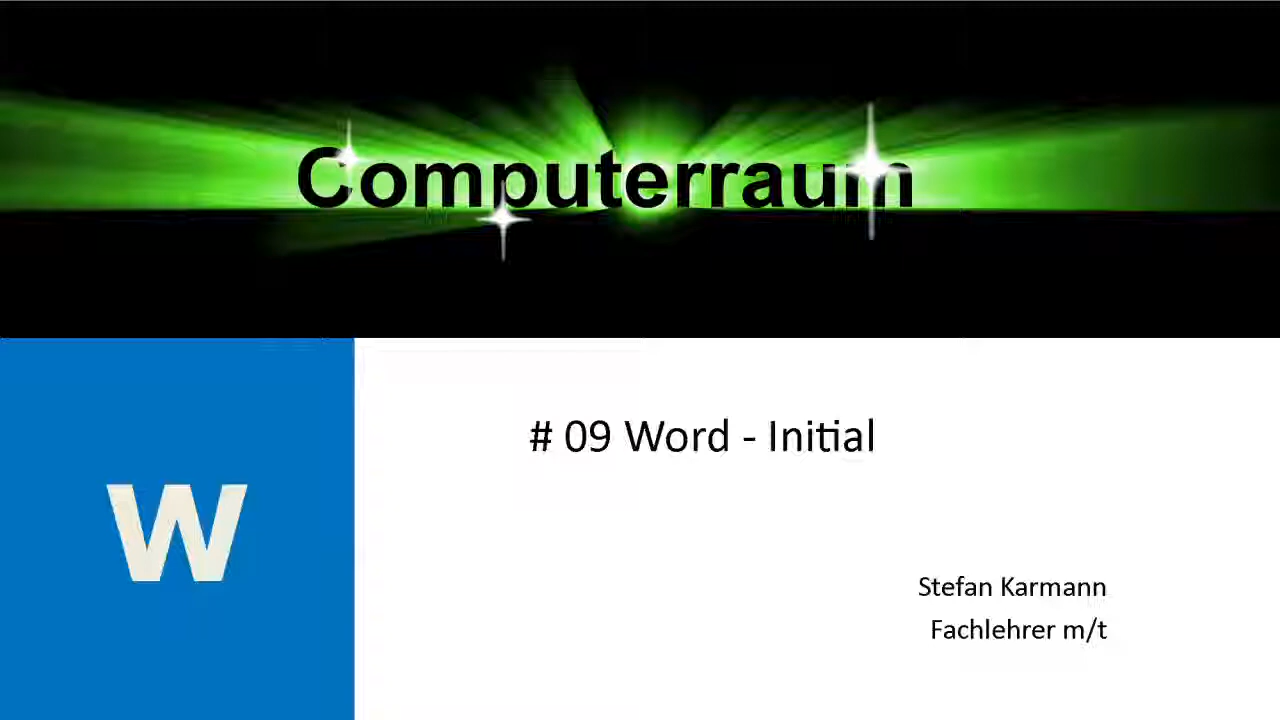 Computerraum
# 09 Word - Initial
W
Stefan Karmann
Fachlehrer m/t